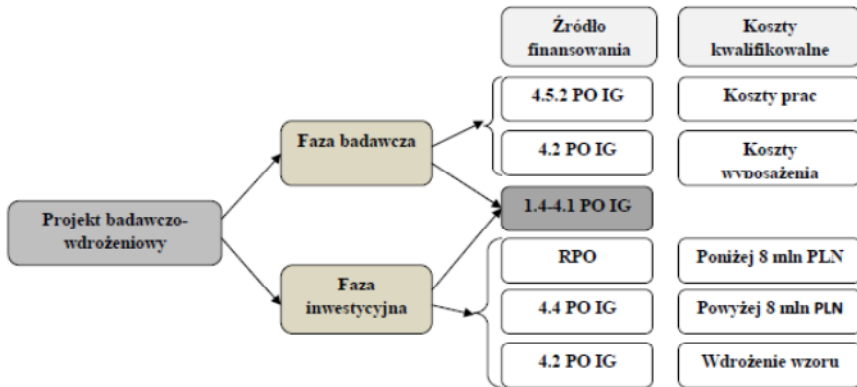 Źródło
finansowania
Koszty
kwalifikowalne
4.5.2 PO IG
Koszty prac
Faza badawcza
4.2 PO IG
Koszty
wyposażenia
1.4-4.1 PO IG
Projekt badawczo-
wdrożeniowy
RPO
Poniżej 8 mln PLN
Faza
inwestycyjna
4.4 PO IG
Powyżej 8 mln PLN
4.2 PO IG
Wdrożenie wzoru